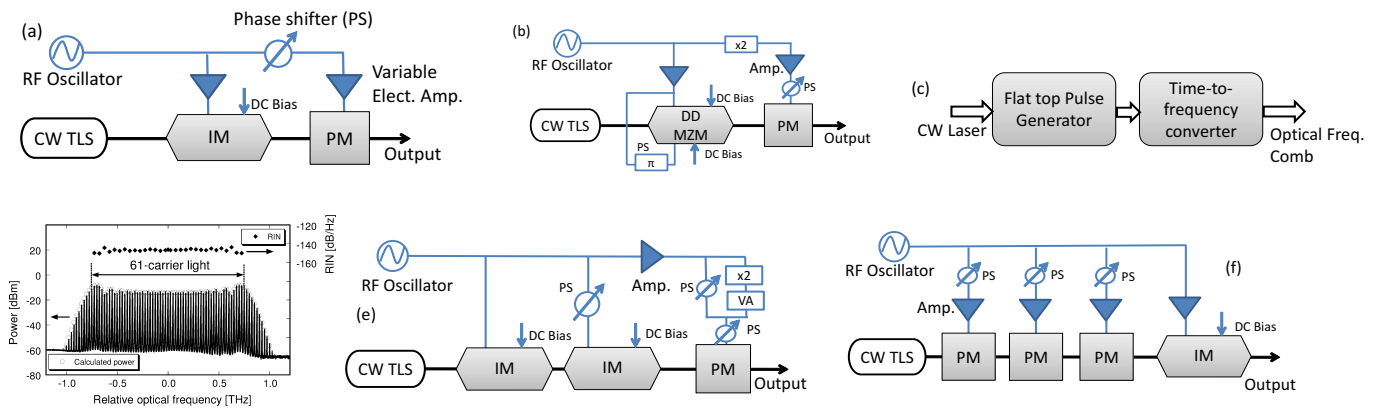 (a)
Phase shifter (PS)
RF Oscillator
Variable
Elect. Amp.
DC Bias
CW TLS
IM
PM
Output
(b)
RF Oscillator
x2
Amp.
PS
DC Bias
CW TLS
DD
MZM
PM
Output
PS
π
DC Bias
(c)
CW Laser
Flat top Pulse
Generator
Time-to-
frequency
converter
Optical Freq.
Comb
RIN
61-carrier light
Calculated power
Power [dBm]
20
0
-20
-40
-60
-80
-120
-140
-160
RIN [dB/Hz]
-1.0
-0.5
0.0
0.5
1.0
Relative optical frequency [THz]
(e)
RF Oscillator
PS
Amp.
PS
x2
VA
PS
DC Bias
DC Bias
CW TLS
IM
IM
PM
Output
(f)
RF Oscillator
PS
PS
PS
Amp.
DC Bias
CW TLS
PM
PM
PM
IM
Output